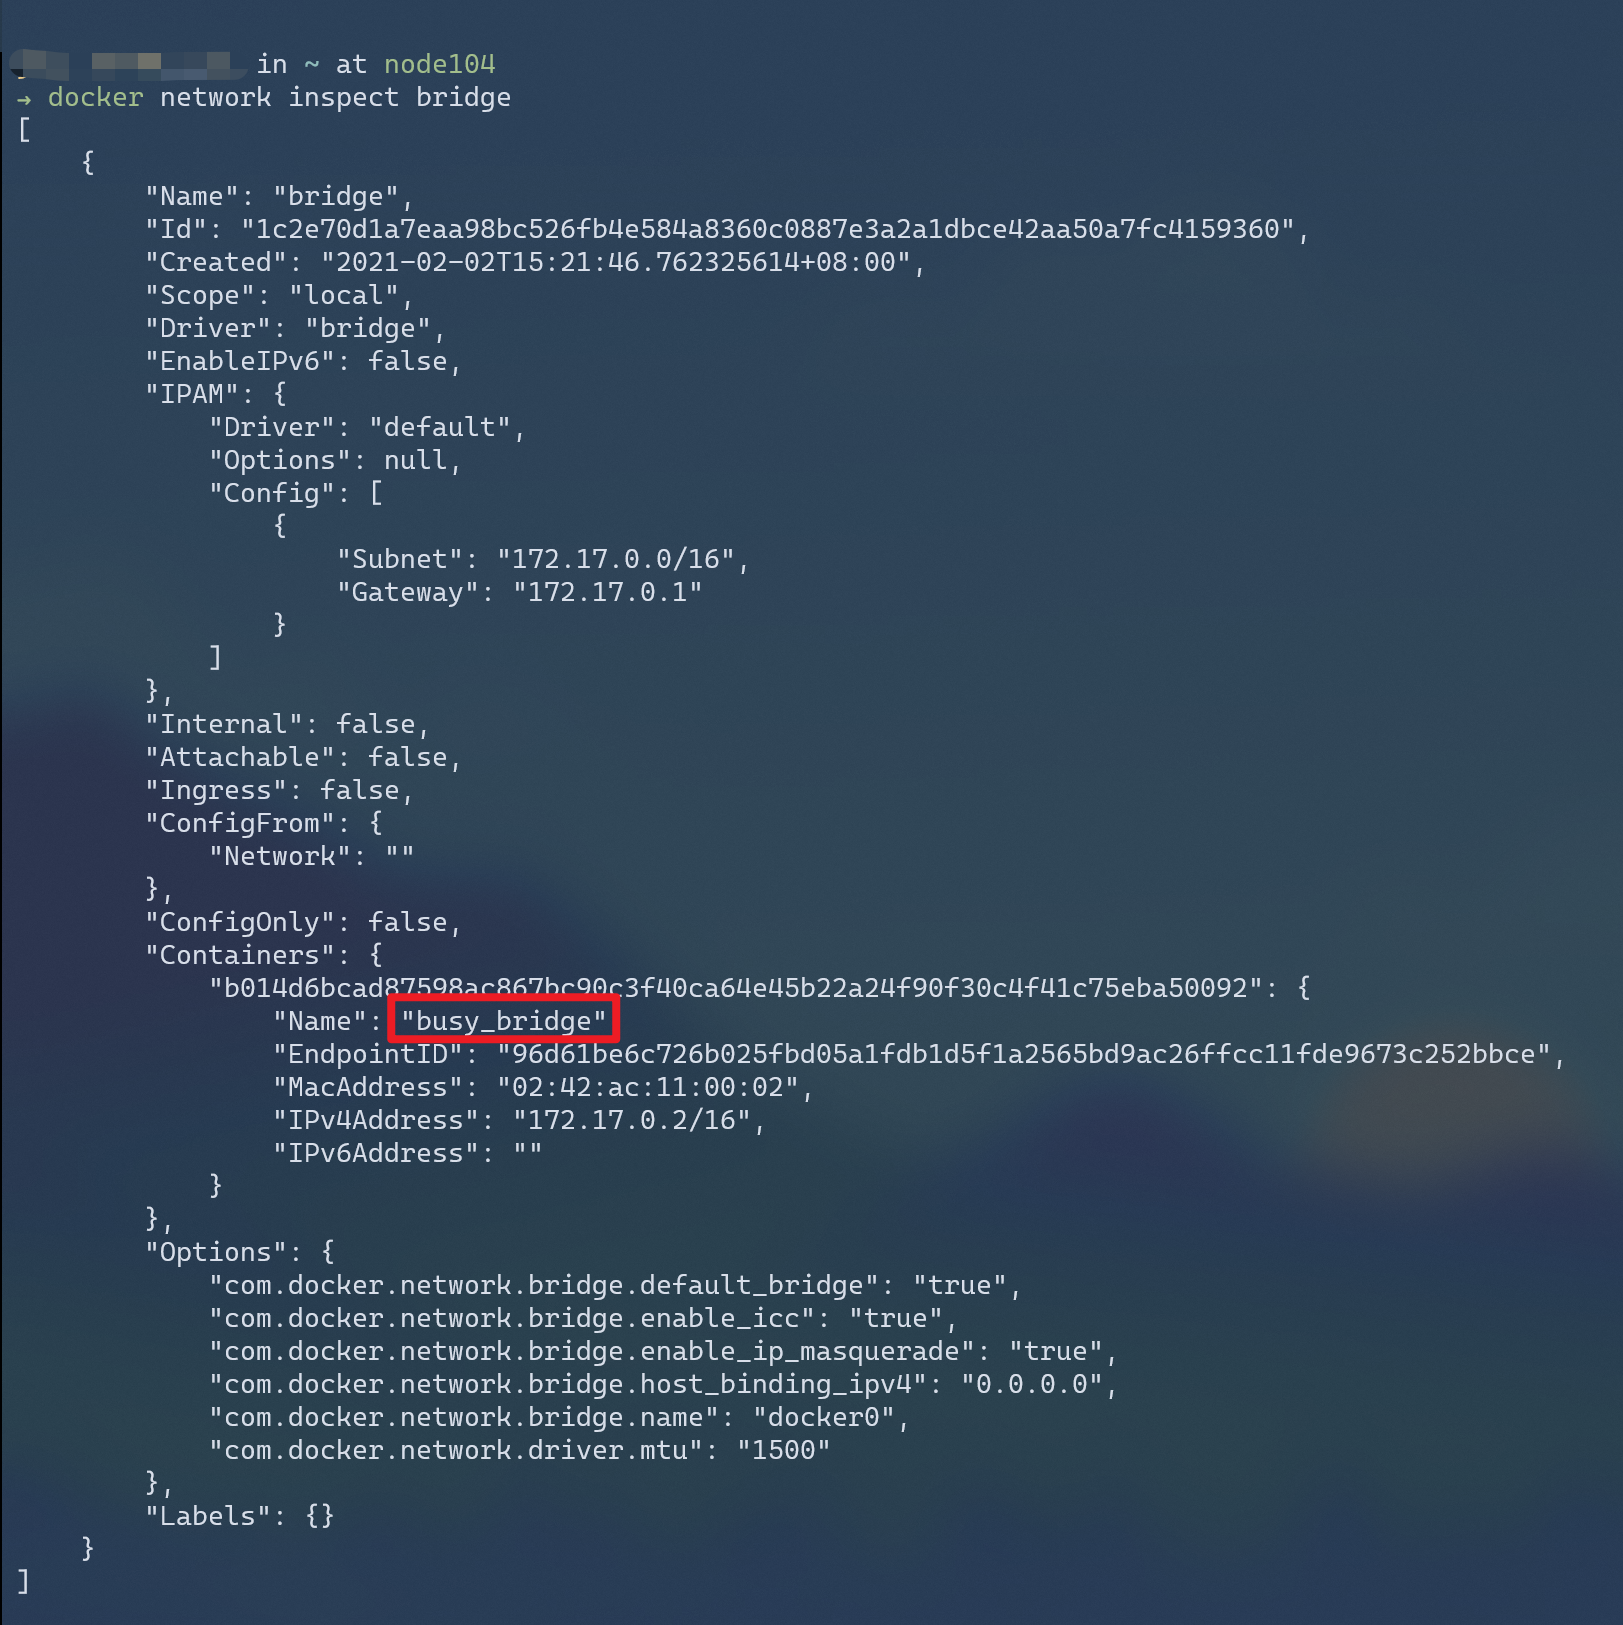 in ~ at node104
→ docker network inspect bridge
[
    {
        "Name": "bridge",
        "Id": "1c2e70d1a7eaa98bc526fb4e584a8360c0887e3a2a1dbce42aa50a7fc4159360",
        "Created": "2021-02-02T15:21:46.762325614+08:00",
        "Scope": "local",
        "Driver": "bridge",
        "EnableIPv6": false,
        "IPAM": {
            "Driver": "default",
            "Options": null,
            "Config": [
                {
                    "Subnet": "172.17.0.0/16",
                    "Gateway": "172.17.0.1"
                }
            ]
        },
        "Internal": false,
        "Attachable": false,
        "Ingress": false,
        "ConfigFrom": {
            "Network": ""
        },
        "ConfigOnly": false,
        "Containers": {
            "b014d6bcad87598ac867bc90c3f40ca64e45b22a24f90f30c4f41c75eba50092": {
                "Name": "busy_bridge"
                "EndpointID": "96d61be6c726b025fbd05a1fdb1d5f1a2565bd9ac26ffcc11fde9673c252bbce",
                "MacAddress": "02:42:ac:11:00:02",
                "IPv4Address": "172.17.0.2/16",
                "IPv6Address": ""
            }
        },
        "Options": {
            "com.docker.network.bridge.default_bridge": "true",
            "com.docker.network.bridge.enable_icc": "true",
            "com.docker.network.bridge.enable_ip_masquerade": "true",
            "com.docker.network.bridge.host_binding_ipv4": "0.0.0.0",
            "com.docker.network.bridge.name": "docker0",
            "com.docker.network.driver.mtu": "1500"
        },
        "Labels": {}
    }
]